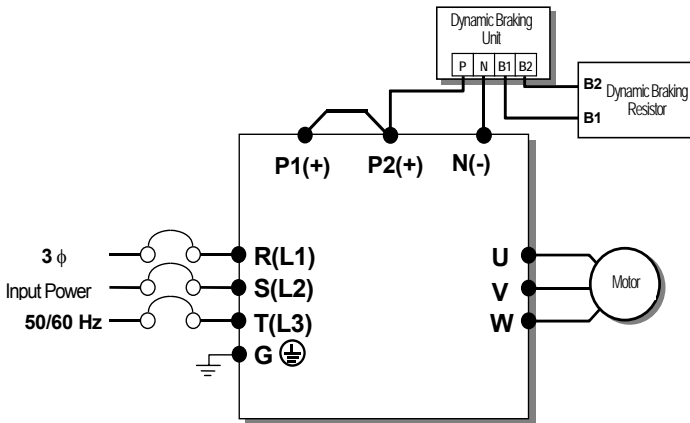 Dynamic Braking
Unit
P N B1 B2
B2 Dynamic Braking
Resistor
B1
P1(+) P2(+) N(-)
3 ϕ
Input Power
50/60 Hz
R(L1)
S(L2)
T(L3)
G
U
V
W
Motor